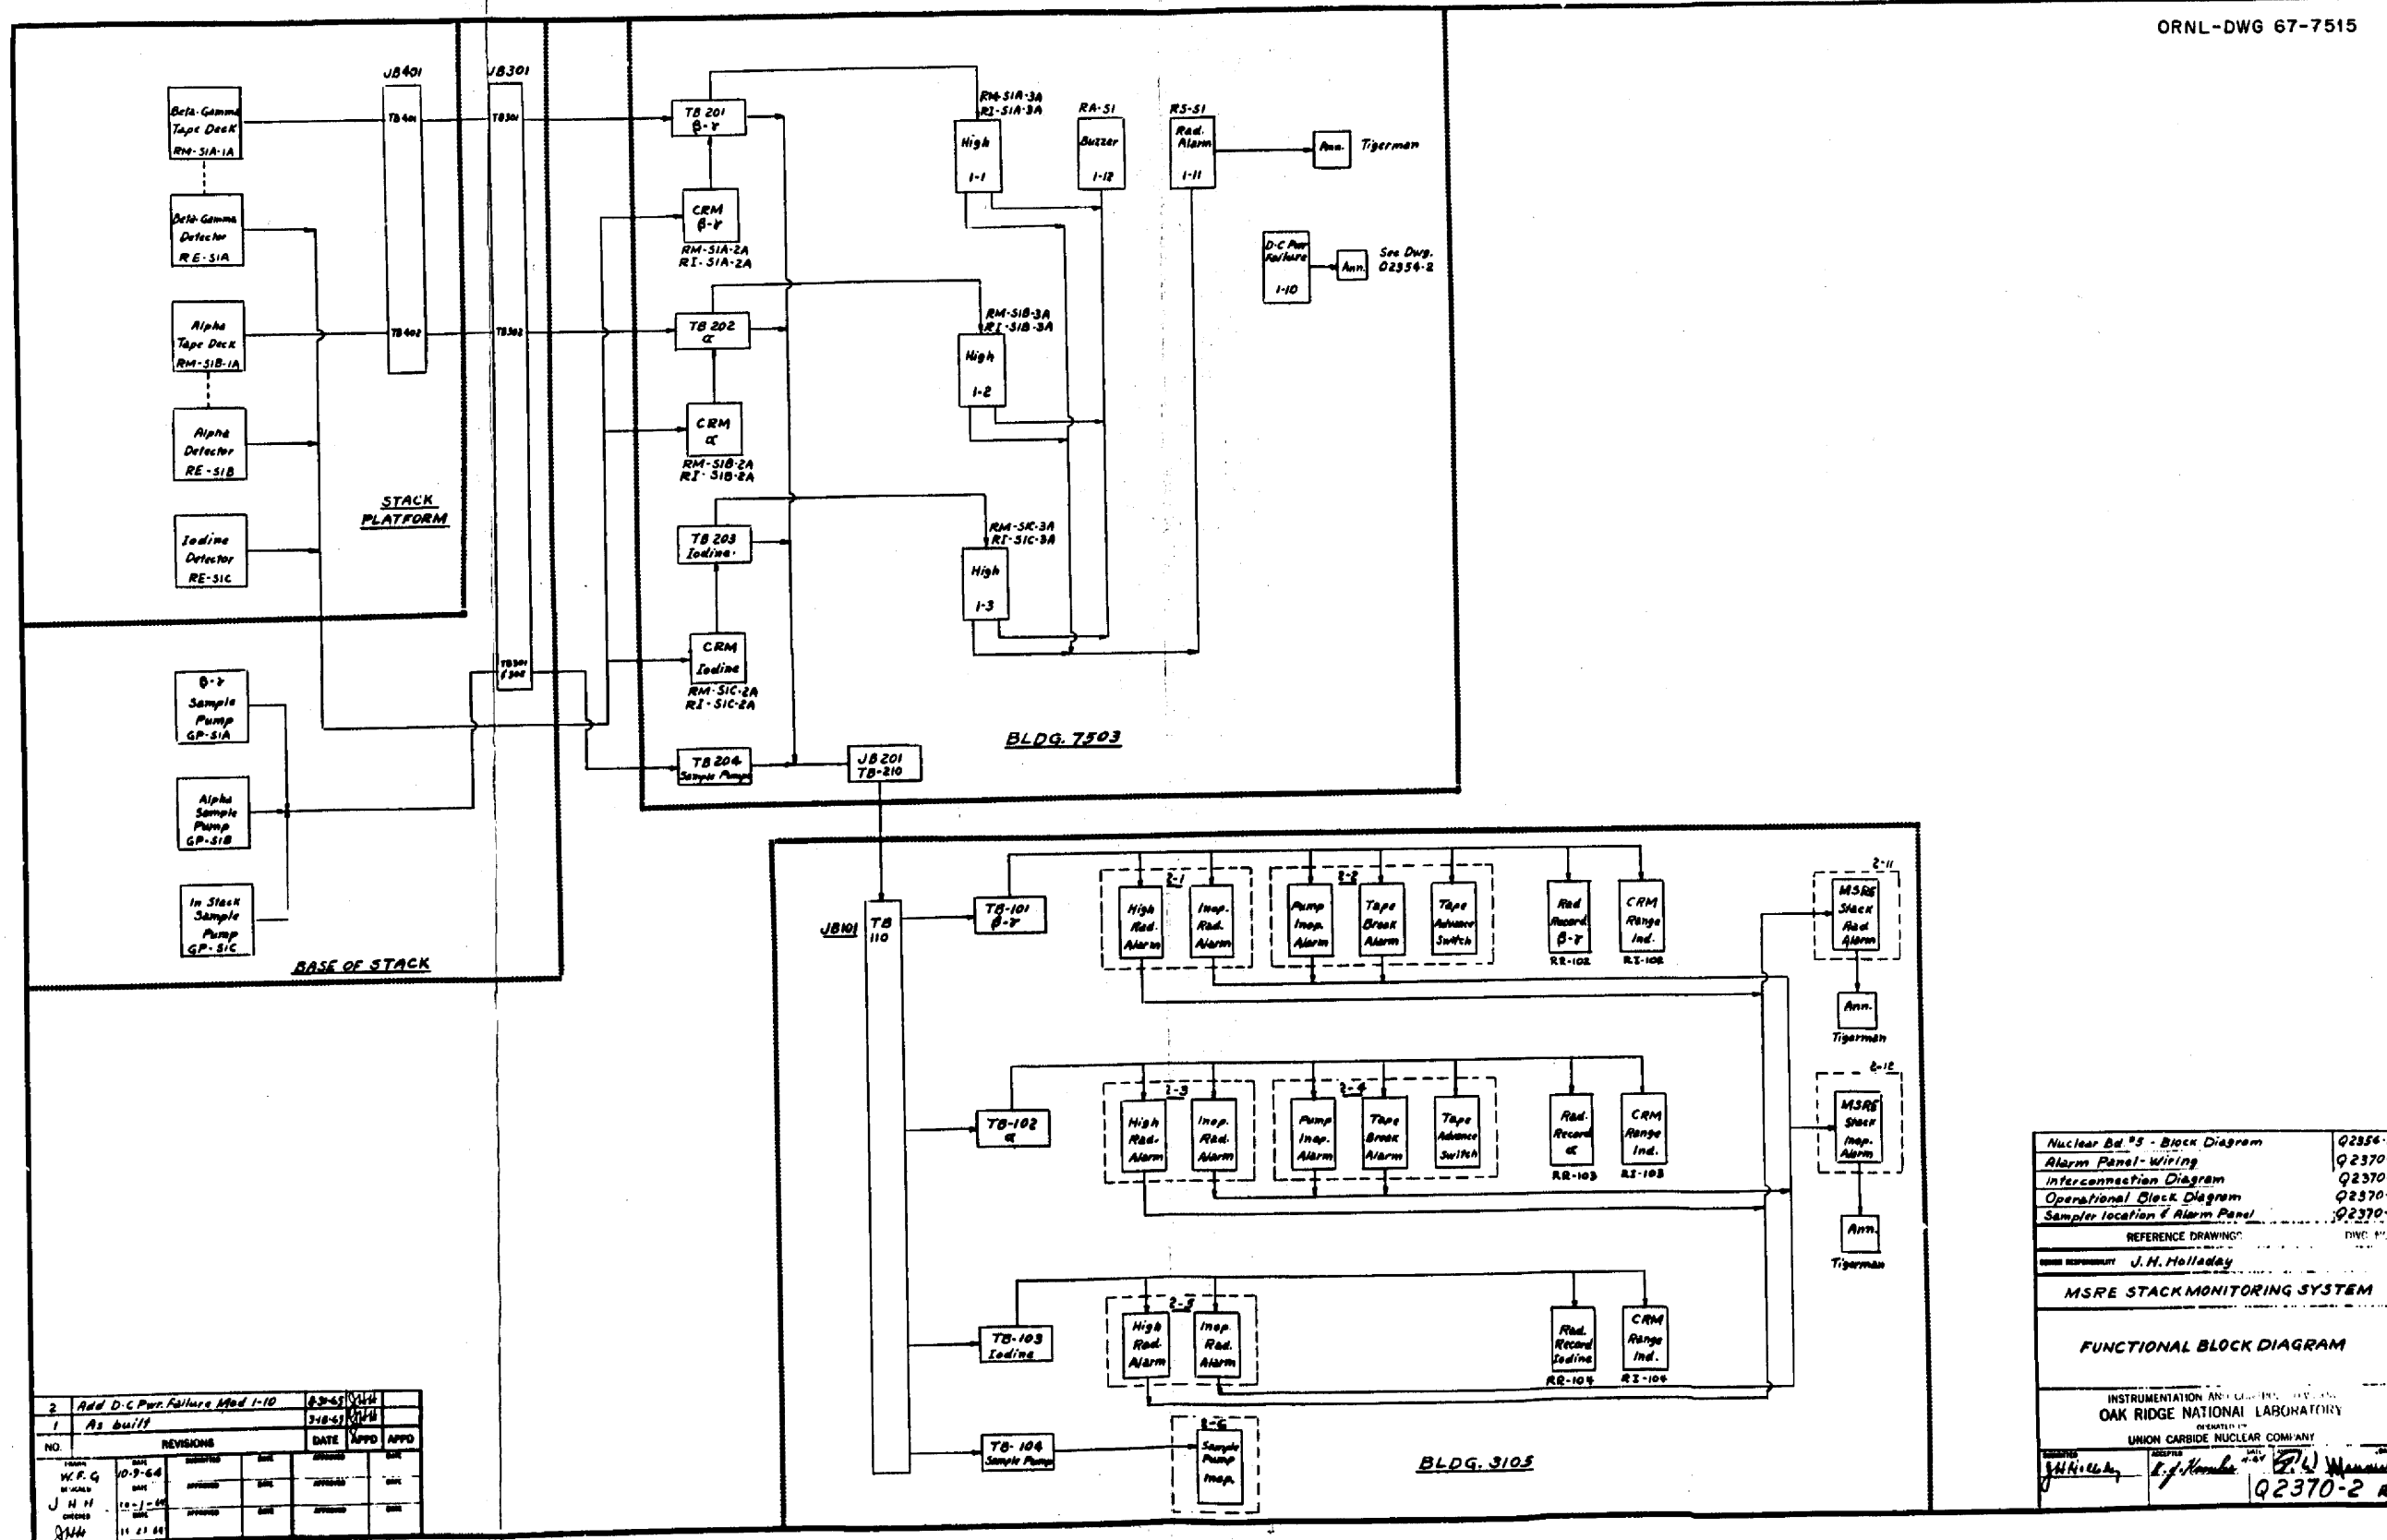 ORNL-DWG 67-7515
JB401
JB301
Beta-Gamma
Tape Deck
RM-S1A-1A
TB401
TB301
TB 201
β-γ
RM-S1A-3A
RI-S1A-3A
High
1-1
RA-S1
Buzzer
1-12
RS-S1
Rad.
Alarm
1-11
Ann.
Tigerman
Beta-Gamma
Detector
RE-S1A
CRM
β-γ
RM-S1A-2A
RI-S1A-2A
D-C Pwr
Failure
1-10
Ann.
See Dwg.
Alpha
Tape Deck
RM-S1B-1A
TB402
TB302
TB 202
α
RM-S1B-3A
RI-S1B-3A
High
1-2
Alpha
Detector
RE-S1B
CRM
α
RM-S1B-2A
RI-S1B-2A
STACK
PLATFORM
Iodine
Detector
RE-S1C
TB 203
Iodine
RM-S1C-3A
RI-S1C-3A
High
1-3
CRM
Iodine
RM-S1C-2A
RI-S1C-2A
β-γ
Sample
Pump
GP-S1A
TB 204
Sample Pumps
JB201
TB-210
BLDG. 7503
Alpha
Sample
Pump
GP-S1B
In Stack
Sample
Pump
GP-S1C
BASE OF STACK
JB101
TB
110
TB-101
β-γ
2-1
High
Rad.
Alarm
Inop.
Rad.
Alarm
2-2
Pump
Inop.
Alarm
Tape
Break
Alarm
Tape
Advance
Switch
Rad
Record
β-γ
RR-102
CRM
Range
Ind.
RI-102
2-11
MSRE
Stack
Rad
Alarm
Ann.
Tigerman
TB-102
α
2-3
High
Rad.
Alarm
Inop.
Rad.
Alarm
2-4
Pump
Inop.
Alarm
Tape
Break
Alarm
Tape
Advance
Switch
Rad.
Record
α
RR-103
CRM
Range
Ind.
RI-103
2-12
MSRE
Stack
Inop.
Alarm
Ann.
Tigerman
TB-103
Iodine
2-5
High
Rad.
Alarm
Inop.
Rad.
Alarm
Rad.
Record
Iodine
RR-104
CRM
Range
Ind.
RI-104
TB-104
Sample Pump
2-6
Sample
Pump
Inop.
BLDG. 3105
2 Add D-C Pwr. Failure Mod 1-10
1 As built
NO. REVISIONS DATE APPD APPD
W.F.G 10-9-64
J H H
Nuclear Bd. #5 - Block Diagram
Alarm Panel - Wiring Q2370
Interconnection Diagram Q2370
Operational Block Diagram Q2370
Sampler location & Alarm Panel Q2370
REFERENCE DRAWINGS
J.H. Holladay
MSRE STACK MONITORING SYSTEM
FUNCTIONAL BLOCK DIAGRAM
INSTRUMENTATION AND
OAK RIDGE NATIONAL LABORATORY
OPERATED BY
UNION CARBIDE NUCLEAR COMPANY
Q2370-2